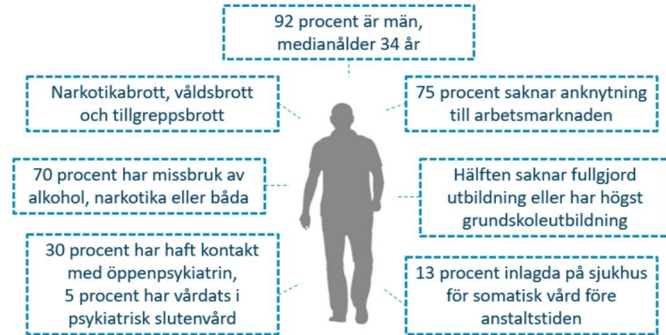 92 procent är män,
medianålder 34 år
Narkotikabrott, våldsbrott
och tillgreppsbrott
75 procent saknar anknytning
till arbetsmarknaden
70 procent har missbruk av
alkohol, narkotika eller båda
Hälften saknar fullgjord
utbildning eller har högst
grundskoleutbildning
30 procent har haft kontakt
med öppenpsykiatrin,
5 procent har vårdats i
psykiatrisk slutenvård
13 procent inlagda på sjukhus
för somatisk vård före
anstaltstiden